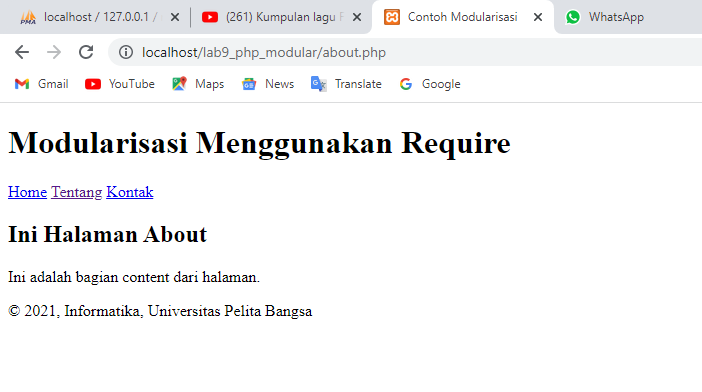 localhost / 127.0.0.1 /
(261) Kumpulan lagu
Contoh Modularisasi
WhatsApp
localhost/lab9_php_modular/about.php
Gmail YouTube Maps News Translate Google
Modularisasi Menggunakan Require
Home Tentang Kontak
Ini Halaman About
Ini adalah bagian content dari halaman.
© 2021, Informatika, Universitas Pelita Bangsa